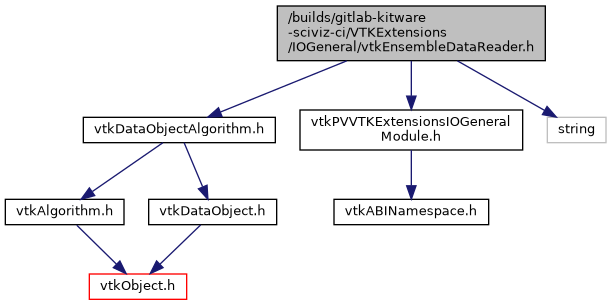 /builds/gitlab-kitware
-sciviz-ci/VTKExtensions
/IOGeneral/vtkEnsembleDataReader.h
vtkDataObjectAlgorithm.h
vtkPVVTKExtensionsIOGeneral
Module.h
string
vtkAlgorithm.h
vtkDataObject.h
vtkABINamespace.h
vtkObject.h